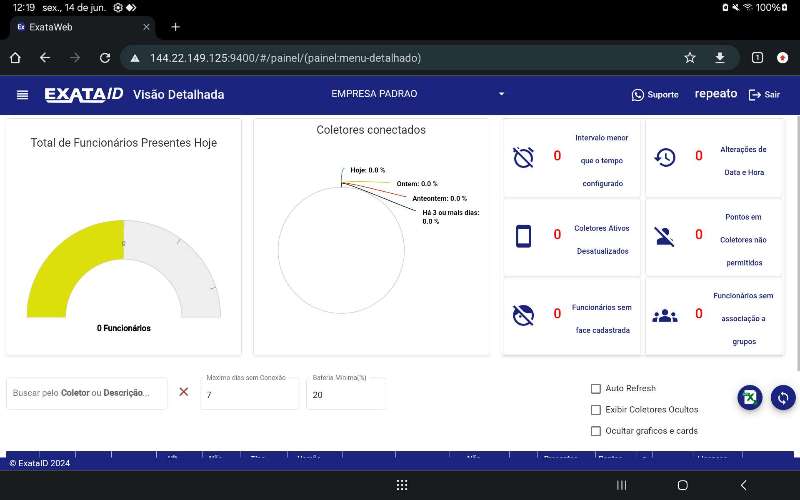 12:19 sex., 14 de jun.
100%
Ex ExataWeb
144.22.149.125:9400/#/painel/(painel:menu-detalhado)
1
EXATAID Visão Detalhada
EMPRESA PADRAO
Suporte
repeato
Sair
Total de Funcionários Presentes Hoje
0
0 Funcionários
Coletores conectados
Hoje: 0.0 %
Ontem: 0.0 %
Anteontem: 0.0 %
Há 3 ou mais dias:
0.0 %
0
Intervelo menor
que o tempo
configurado
0
Alterações de
Data e Hora
0
Coletores Ativos
Desatualizados
0
Pontos em
Coletores não
permitidos
0
Funcionários sem
face cadastrada
0
Funcionários sem
associação a
grupos
Buscar pelo Coletor ou Descrição...
Máximo dias sem Conexão
7
Bateria Mínima(%)
20
Auto Refresh
Exibir Coletores Ocultos
Ocultar graficos e cards
© ExataID 2024